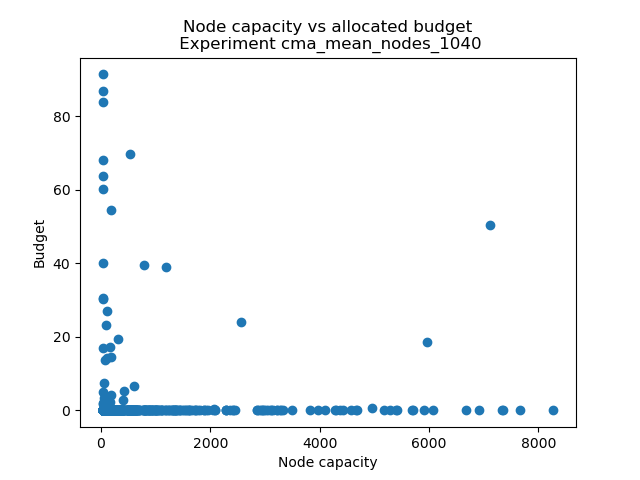 Node capacity vs allocated budget
Experiment cma_mean_nodes_1040
80
60
40
20
0
Budget
0 2000 4000 6000 8000
Node capacity